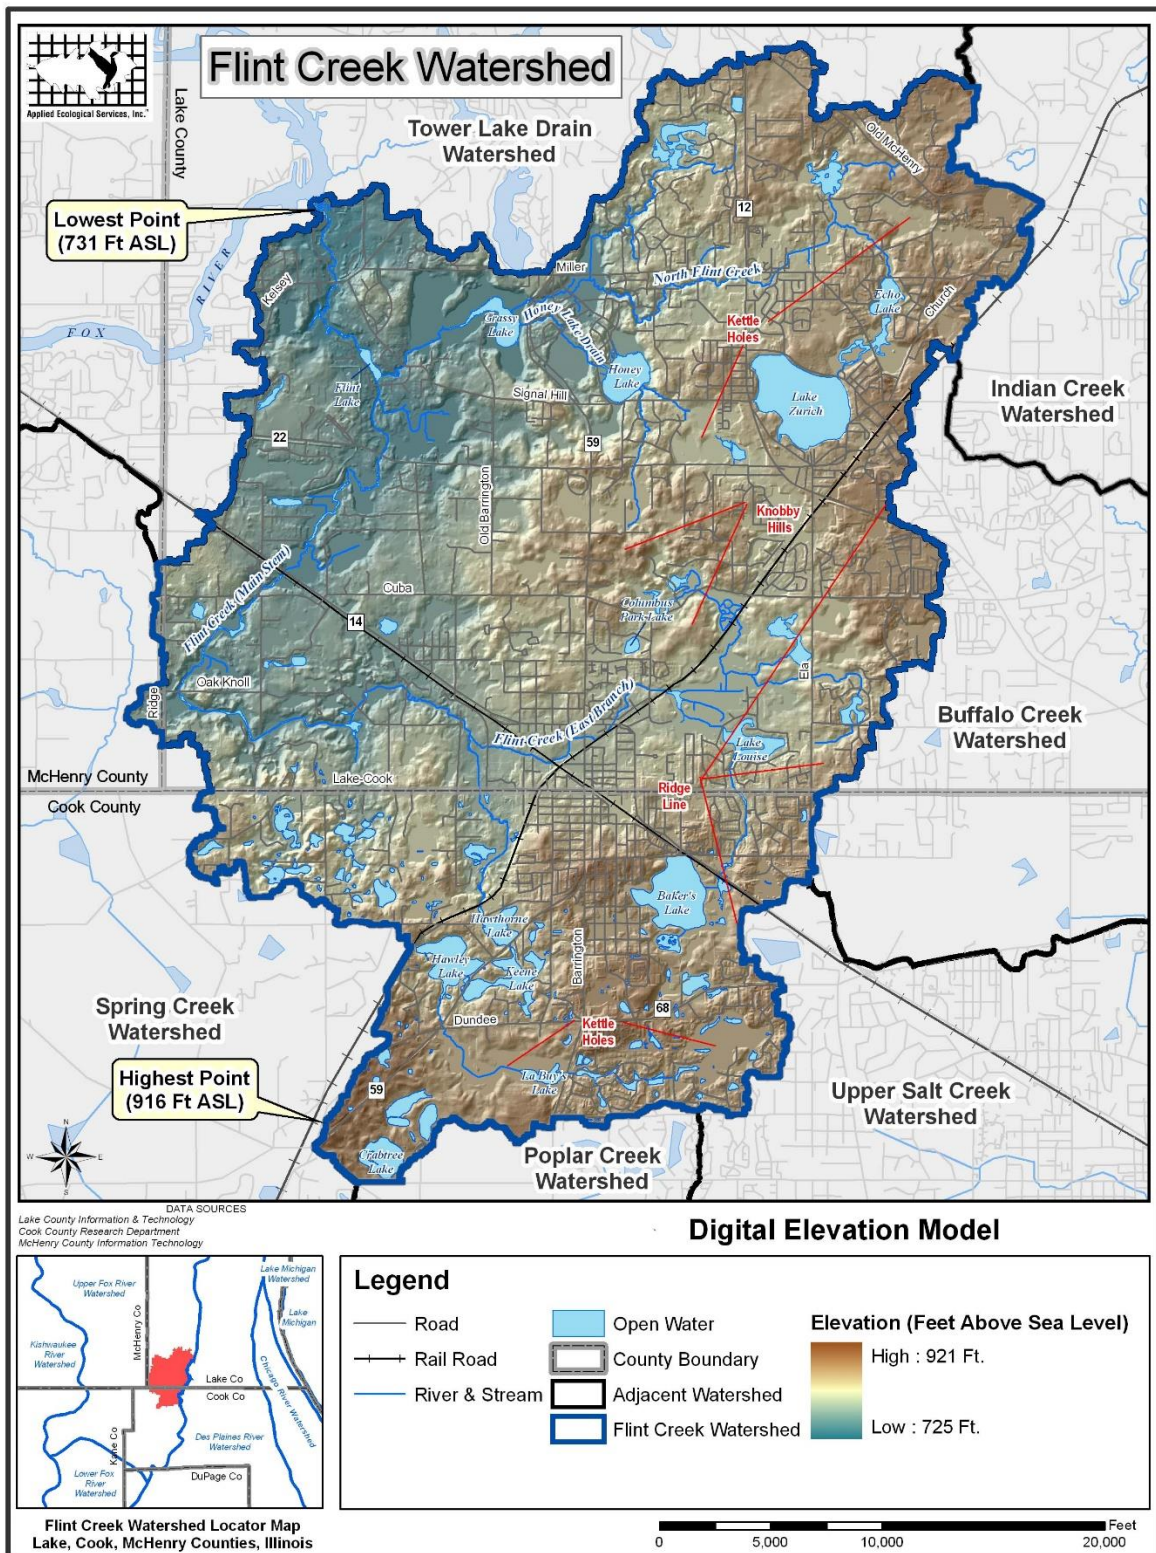 Flint Creek Watershed
Applied Ecological Services, Inc.™
Lake County
Tower Lake Drain
Watershed
Old McHenry
Lowest Point
(731 Ft ASL)
12
Miller
North Flint Creek
Kelsey
RIVER
FOX
Echo
Lake
Church
Grassy
Lake
Honey Lake Drain
Kettle
Holes
Honey
Lake
Flint
Lake
Signal Hill
Lake
Zurich
Indian Creek
Watershed
22
59
Old Barrington
Knobby
Hills
Flint Creek (Main Stem)
Cuba
Columbus
Park Lake
14
Ela
Oak Knoll
Ridge
Flint Creek (East Branch)
Buffalo Creek
Watershed
Lake
Louise
McHenry County
Cook County
Lake-Cook
Ridge
Line
Baker's
Lake
Hawthorne
Lake
Barrington
Hawley
Lake
Keene
Lake
Spring Creek
Watershed
Dundee
68
Kettle
Holes
Highest Point
(916 Ft ASL)
59
La Buy's
Lake
Upper Salt Creek
Watershed
N
W
E
S
Crabtree
Lake
Poplar Creek
Watershed
DATA SOURCES
Lake County Information & Technology
Cook County Research Department
McHenry County Information Technology
Digital Elevation Model
Upper Fox River
Watershed
McHenry Co
Lake Michigan
Watershed
Lake
Michigan
Kishwaukee
River
Watershed
Chicago River Watershed
Lake Co
Cook Co
Kane Co
Des Plaines River
Watershed
Lower Fox
River
Watershed
DuPage Co
Flint Creek Watershed Locator Map
Lake, Cook, McHenry Counties, Illinois
Legend
Road
Rail Road
River & Stream
Open Water
County Boundary
Adjacent Watershed
Flint Creek Watershed
Elevation (Feet Above Sea Level)
High : 921 Ft.
Low : 725 Ft.
Feet
0
5,000
10,000
20,000